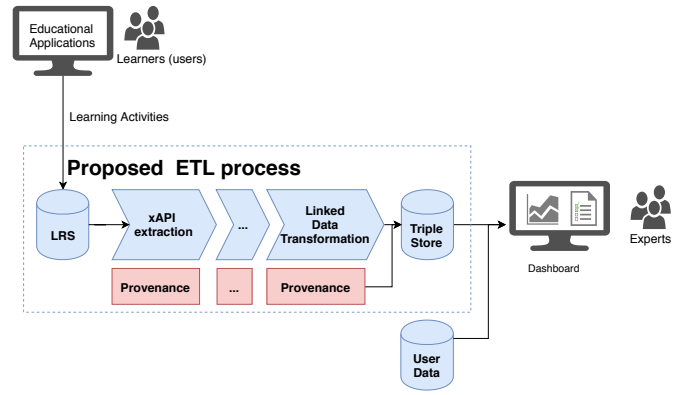 Educational
Applications
Learners (users)
Learning Activities
Proposed ETL process
LRS
xAPI
extraction
...
Linked
Data
Transformation
Triple
Store
Provenance
...
Provenance
Dashboard
Experts
User
Data